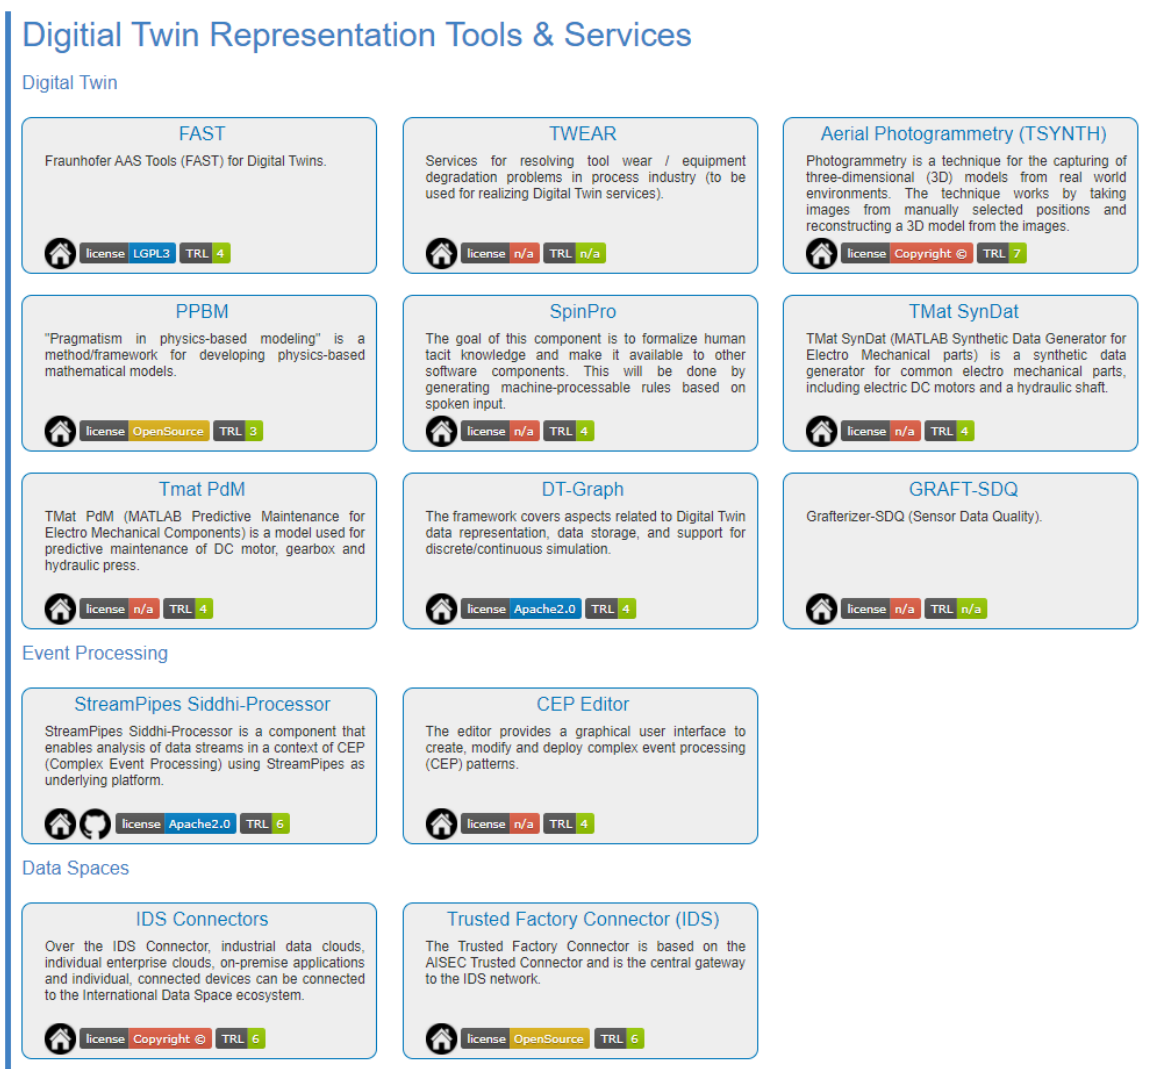 Digitial Twin Representation Tools & Services
Digital Twin
FAST
Fraunhofer AAS Tools (FAST) for Digital Twins.
license LGPL3 TRL 4
TWEAR
Services for resolving tool wear / equipment
degradation problems in process industry (to be
used for realizing Digital Twin services).
license n/a TRL n/a
Aerial Photogrammetry (TSYNTH)
Photogrammetry is a technique for the capturing of
three-dimensional (3D) models from real world
environments. The technique works by taking
images from manually selected positions and
reconstructing a 3D model from the images.
license Copyright © TRL 7
PPBM
"Pragmatism in physics-based modeling" is a
method/framework for developing physics-based
mathematical models.
license OpenSource TRL 3
SpinPro
The goal of this component is to formalize human
tacit knowledge and make it available to other
software components. This will be done by
generating machine-processable rules based on
spoken input.
license n/a TRL 4
TMat SynDat
TMat SynDat (MATLAB Synthetic Data Generator for
Electro Mechanical parts) is a synthetic data
generator for common electro mechanical parts,
including electric DC motors and a hydraulic shaft.
license n/a TRL 4
Tmat PdM
TMat PdM (MATLAB Predictive Maintenance for
Electro Mechanical Components) is a model used for
predictive maintenance of DC motor, gearbox and
hydraulic press.
license n/a TRL 4
DT-Graph
The framework covers aspects related to Digital Twin
data representation, data storage, and support for
discrete/continuous simulation.
license Apache2.0 TRL 4
GRAFT-SDQ
Grafterizer-SDQ (Sensor Data Quality).
license n/a TRL n/a
Event Processing
StreamPipes Siddhi-Processor
StreamPipes Siddhi-Processor is a component that
enables analysis of data streams in a context of CEP
(Complex Event Processing) using StreamPipes as
underlying platform.
license Apache2.0 TRL 6
CEP Editor
The editor provides a graphical user interface to
create, modify and deploy complex event processing
(CEP) patterns.
license n/a TRL 4
Data Spaces
IDS Connectors
Over the IDS Connector, industrial data clouds,
individual enterprise clouds, on-premise applications
and individual, connected devices can be connected
to the International Data Space ecosystem.
license Copyright © TRL 6
Trusted Factory Connector (IDS)
The Trusted Factory Connector is based on the
AISEC Trusted Connector and is the central gateway
to the IDS network.
license OpenSource TRL 6